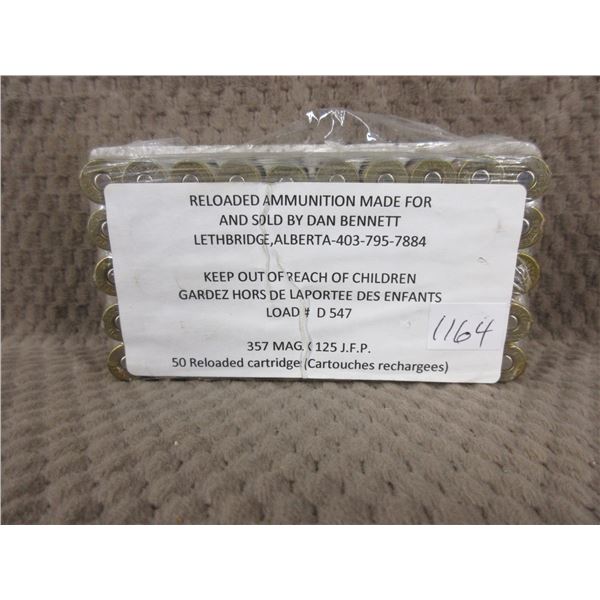 RELOADED AMMUNITION MADE FOR
AND SOLD BY DAN BENNETT
LETHBRIDGE,ALBERTA-403-795-7884
KEEP OUT OF REACH OF CHILDREN
GARDEZ HORS DE LAPORTEE DES ENFANTS
LOAD # D 547
1164
357 MAG. X 125 J.F.P.
50 Reloaded cartridge (Cartouches rechargees)